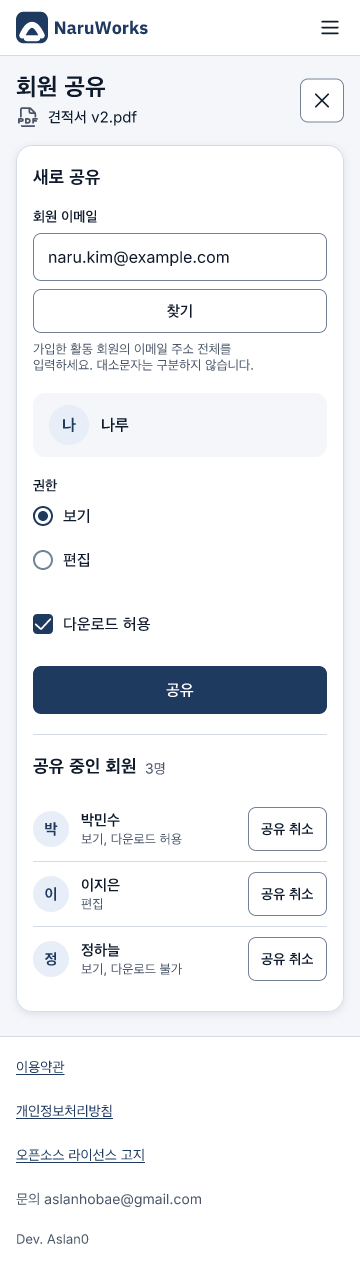 NaruWorks
회원 공유
PDF 견적서 v2.pdf
새로 공유
회원 이메일
naru.kim@example.com
찾기
가입한 활동 회원의 이메일 주소 전체를
입력하세요. 대소문자는 구분하지 않습니다.
나 나루
권한
보기
편집
다운로드 허용
공유
공유 중인 회원 3명
박 박민수
보기, 다운로드 허용
공유 취소
이 이지은
편집
공유 취소
정 정하늘
보기, 다운로드 불가
공유 취소
이용약관
개인정보처리방침
오픈소스 라이선스 고지
문의 aslanhobae@gmail.com
Dev. Aslan0